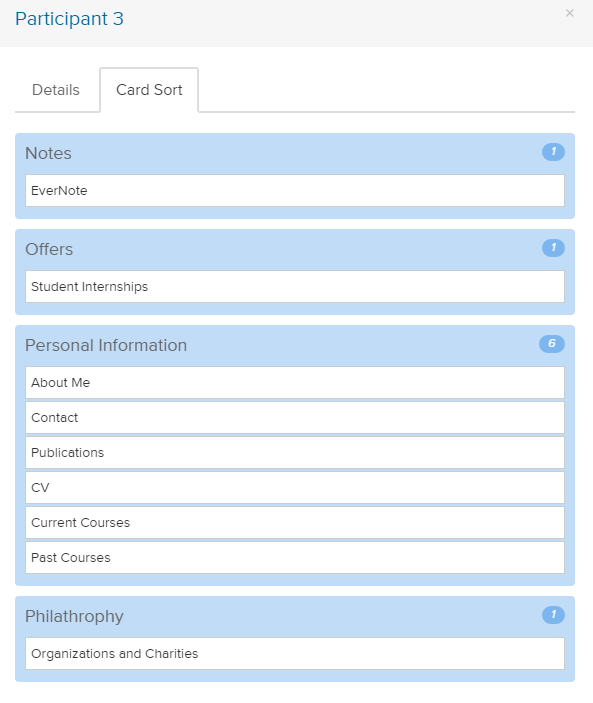 Participant 3
×
Details
Card Sort
Notes
1
EverNote
Offers
1
Student Internships
Personal Information
6
About Me
Contact
Publications
CV
Current Courses
Past Courses
Philathrophy
1
Organizations and Charities